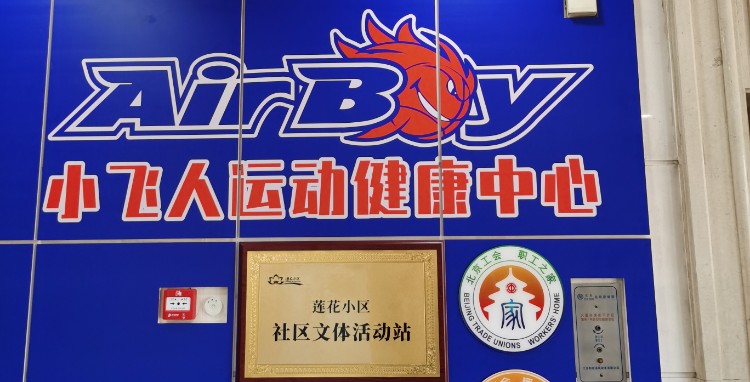 AirBoy
小飞人运动健康中心
莲花小区
社区文体活动站
北京工会 职工之家
家
BEIJING TRADE UNIONS WORKERS' HOME